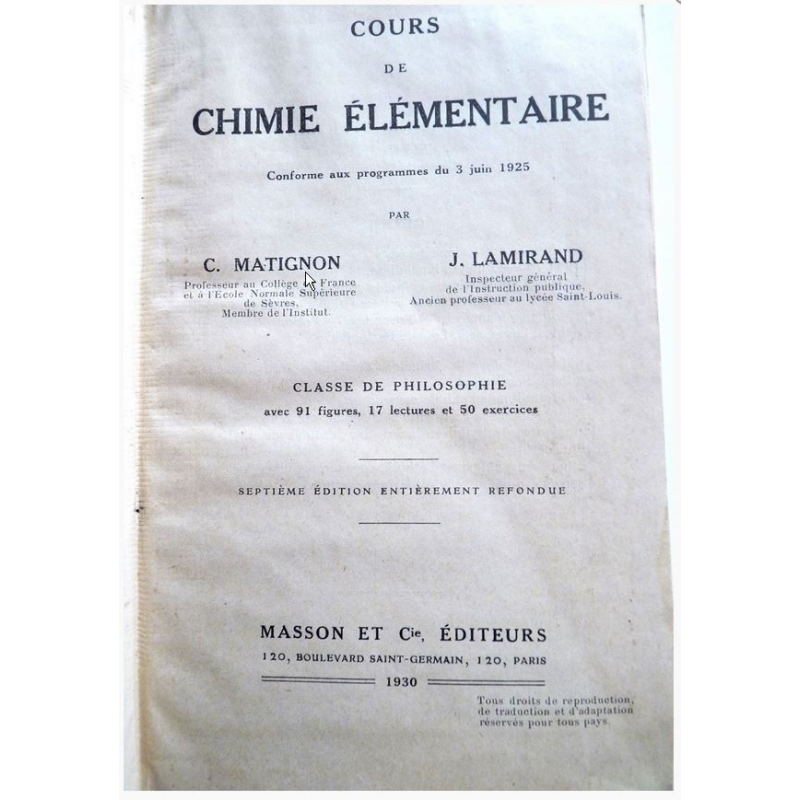 COURS
DE
CHIMIE ÉLÉMENTAIRE
Conforme aux programmes du 3 juin 1925
PAR
C. MATIGNON
Professeur au Collège de France
et à l'Ecole Normale Supérieure
de Sèvres,
Membre de l'Institut.
J. LAMIRAND
Inspecteur général
de l'Instruction publique,
Ancien professeur au lycée Saint-Louis.
CLASSE DE PHILOSOPHIE
avec 91 figures, 17 lectures et 50 exercices
SEPTIÈME ÉDITION ENTIÈREMENT REFONDUE
MASSON ET Cie, ÉDITEURS
120, BOULEVARD SAINT-GERMAIN, 120, PARIS
1930
Tous droits de reproduction,
de traduction et d'adaptation
réservés pour tous pays.